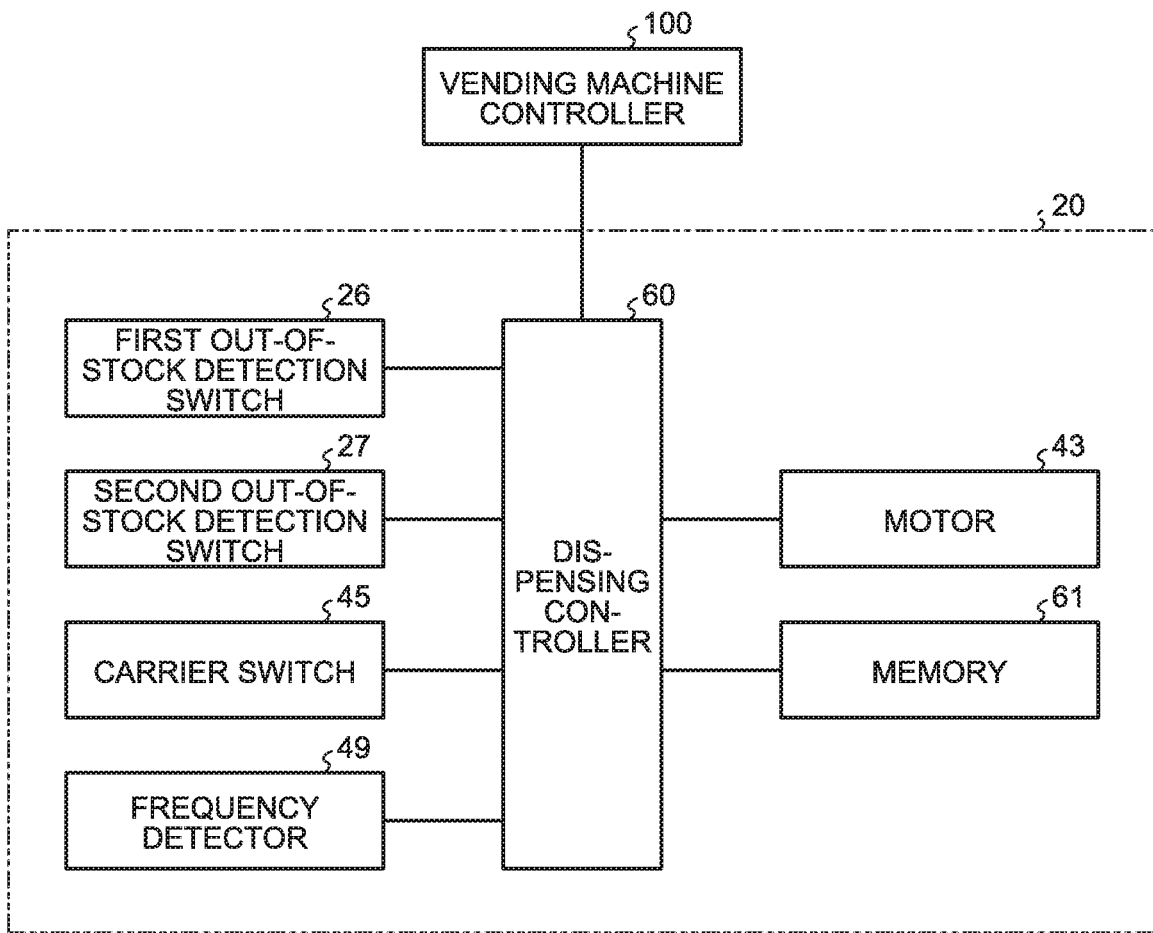 100
VENDING MACHINE
CONTROLLER
20
26
FIRST OUT-OF-
STOCK DETECTION
SWITCH
27
SECOND OUT-OF-
STOCK DETECTION
SWITCH
45
CARRIER SWITCH
49
FREQUENCY
DETECTOR
60
DIS-
PENSING
CON-
TROLLER
43
MOTOR
61
MEMORY